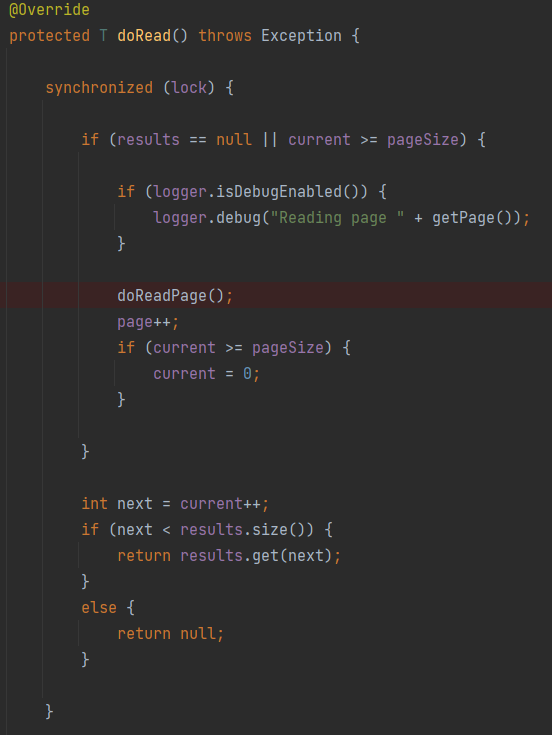 @Override
protected T doRead() throws Exception {
synchronized (lock) {
if (results == null || current >= pageSize) {
if (logger.isDebugEnabled()) {
logger.debug("Reading page " + getPage());
}
doReadPage();
page++;
if (current >= pageSize) {
current = 0;
}
}
int next = current++;
if (next < results.size()) {
return results.get(next);
}
else {
return null;
}
}